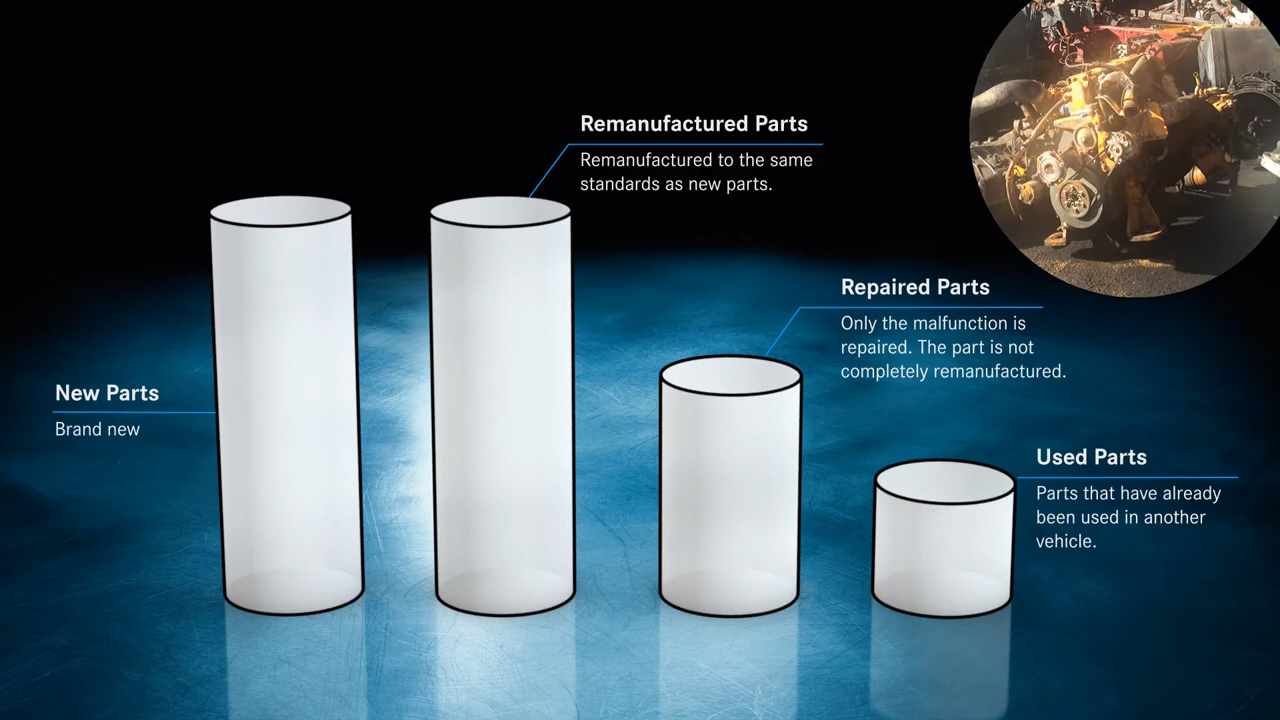 Remanufactured Parts
Remanufactured to the same
standards as new parts.
Repaired Parts
Only the malfunction is
repaired. The part is not
completely remanufactured.
New Parts
Brand new
Used Parts
Parts that have already
been used in another
vehicle.